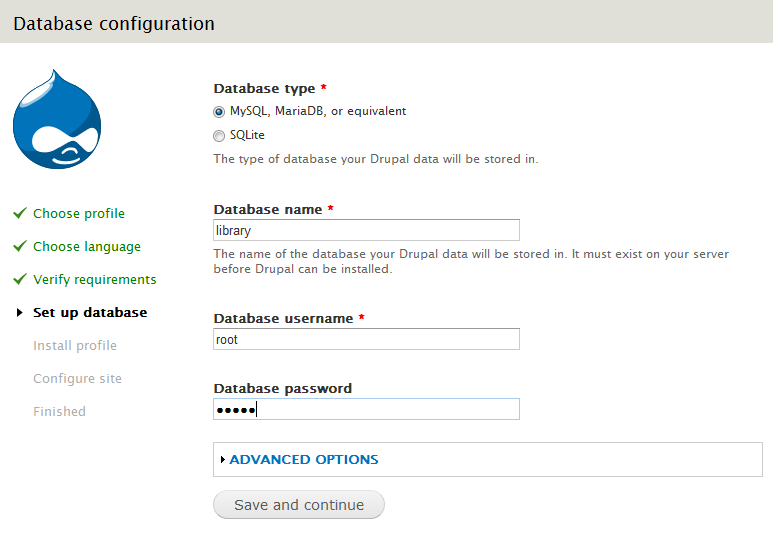 Database configuration
Choose profile
Choose language
Verify requirements
Set up database
Install profile
Configure site
Finished
Database type *
MySQL, MariaDB, or equivalent
SQLite
The type of database your Drupal data will be stored in.
Database name *
library
The name of the database your Drupal data will be stored in. It must exist on your server
before Drupal can be installed.
Database username *
root
Database password
•••••
ADVANCED OPTIONS
Save and continue